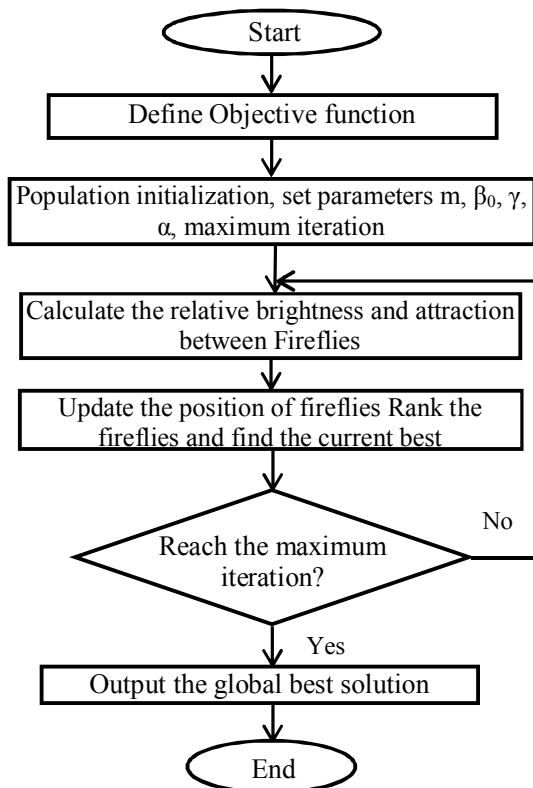 Start
Define Objective function
Population initialization, set parameters m, β₀, γ,
α, maximum iteration
Calculate the relative brightness and attraction
between Fireflies
Update the position of fireflies Rank the
fireflies and find the current best
No
Reach the maximum
iteration?
Yes
Output the global best solution
End